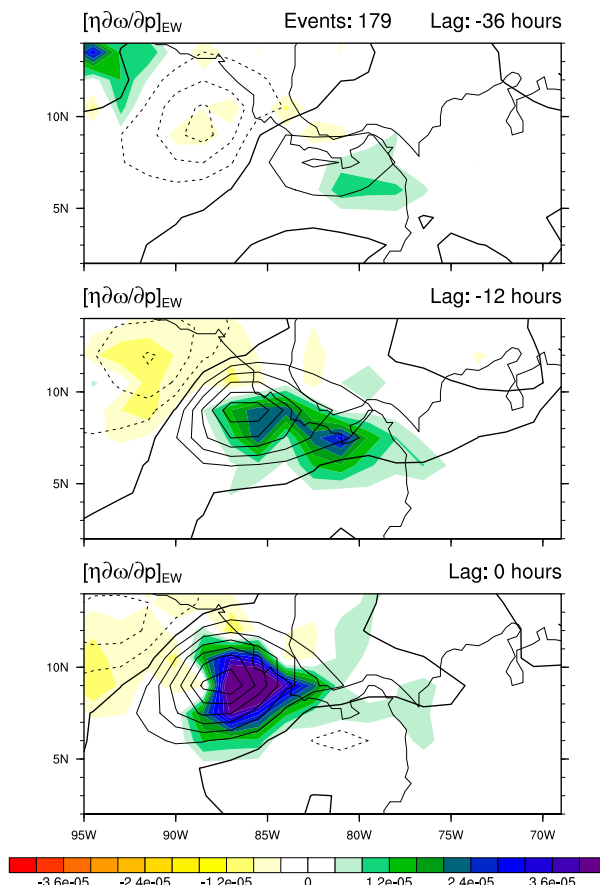 [η∂ω/∂p]EW Events: 179 Lag: -36 hours
10N
5N
[η∂ω/∂p]EW Lag: -12 hours
10N
5N
[η∂ω/∂p]EW Lag: 0 hours
10N
5N
95W 90W 85W 80W 75W 70W
-3.6e-05 -2.4e-05 -1.2e-05 0 1.2e-05 2.4e-05 3.6e-05